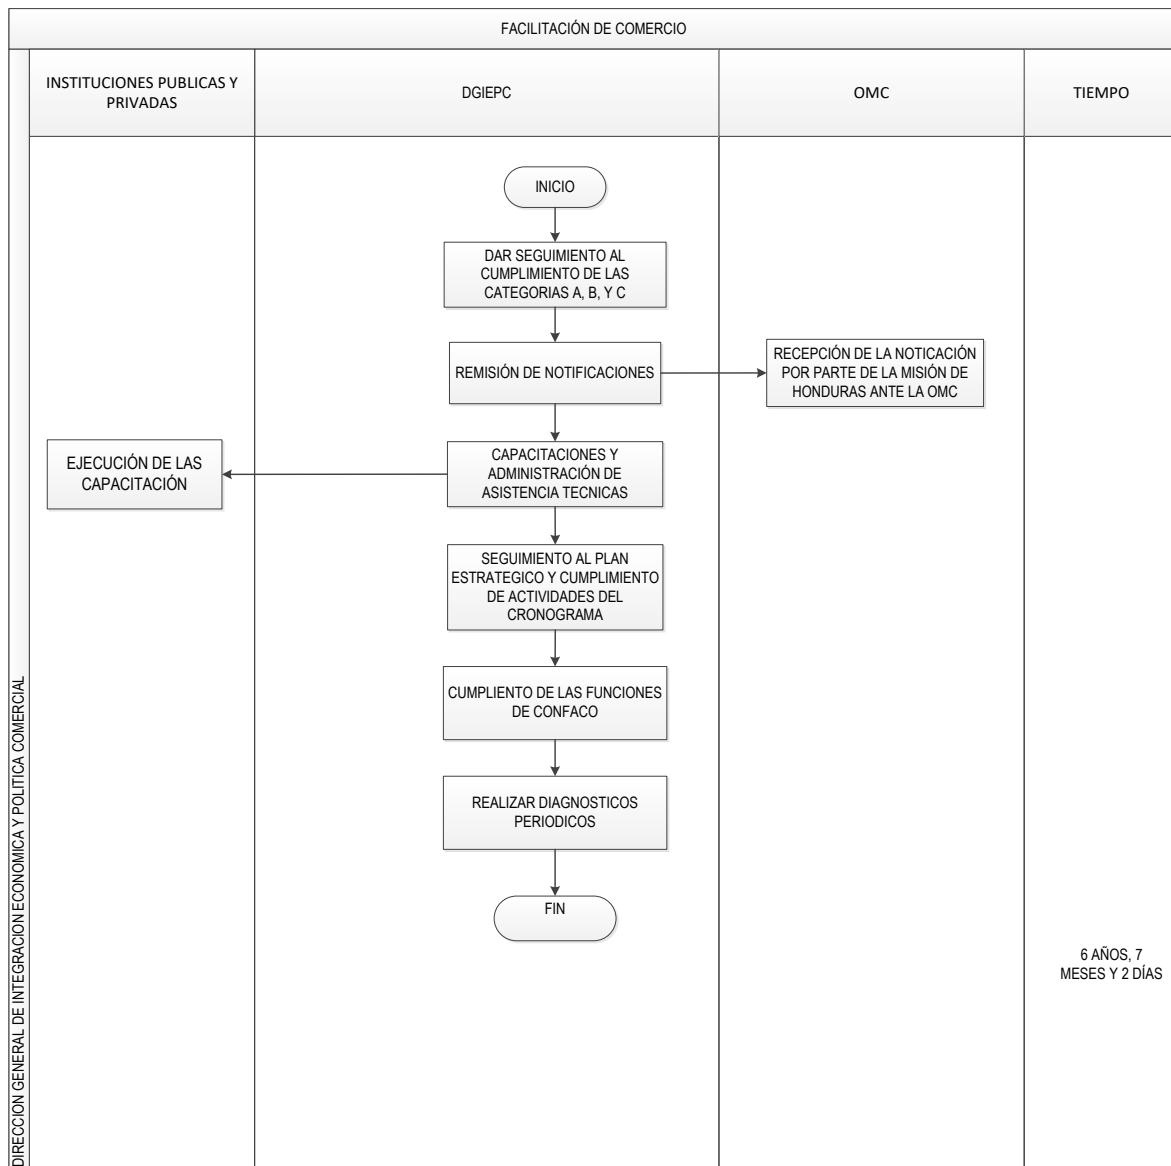 FACILITACIÓN DE COMERCIO
INSTITUCIONES PUBLICAS Y
PRIVADAS
DGIEPC
OMC
TIEMPO
INICIO
DAR SEGUIMIENTO AL
CUMPLIMIENTO DE LAS
CATEGORIAS A, B, Y C
REMISIÓN DE NOTIFICACIONES
RECEPCIÓN DE LA NOTICACIÓN
POR PARTE DE LA MISIÓN DE
HONDURAS ANTE LA OMC
EJECUCIÓN DE LAS
CAPACITACIÓN
CAPACITACIONES Y
ADMINISTRACIÓN DE
ASISTENCIA TECNICAS
SEGUIMIENTO AL PLAN
ESTRATEGICO Y CUMPLIMIENTO
DE ACTIVIDADES DEL
CRONOGRAMA
CUMPLIENTO DE LAS FUNCIONES
DE CONFACO
REALIZAR DIAGNOSTICOS
PERIODICOS
FIN
6 AÑOS, 7
MESES Y 2 DÍAS
DIRECCION GENERAL DE INTEGRACION ECONOMICA Y POLITICA COMERCIAL